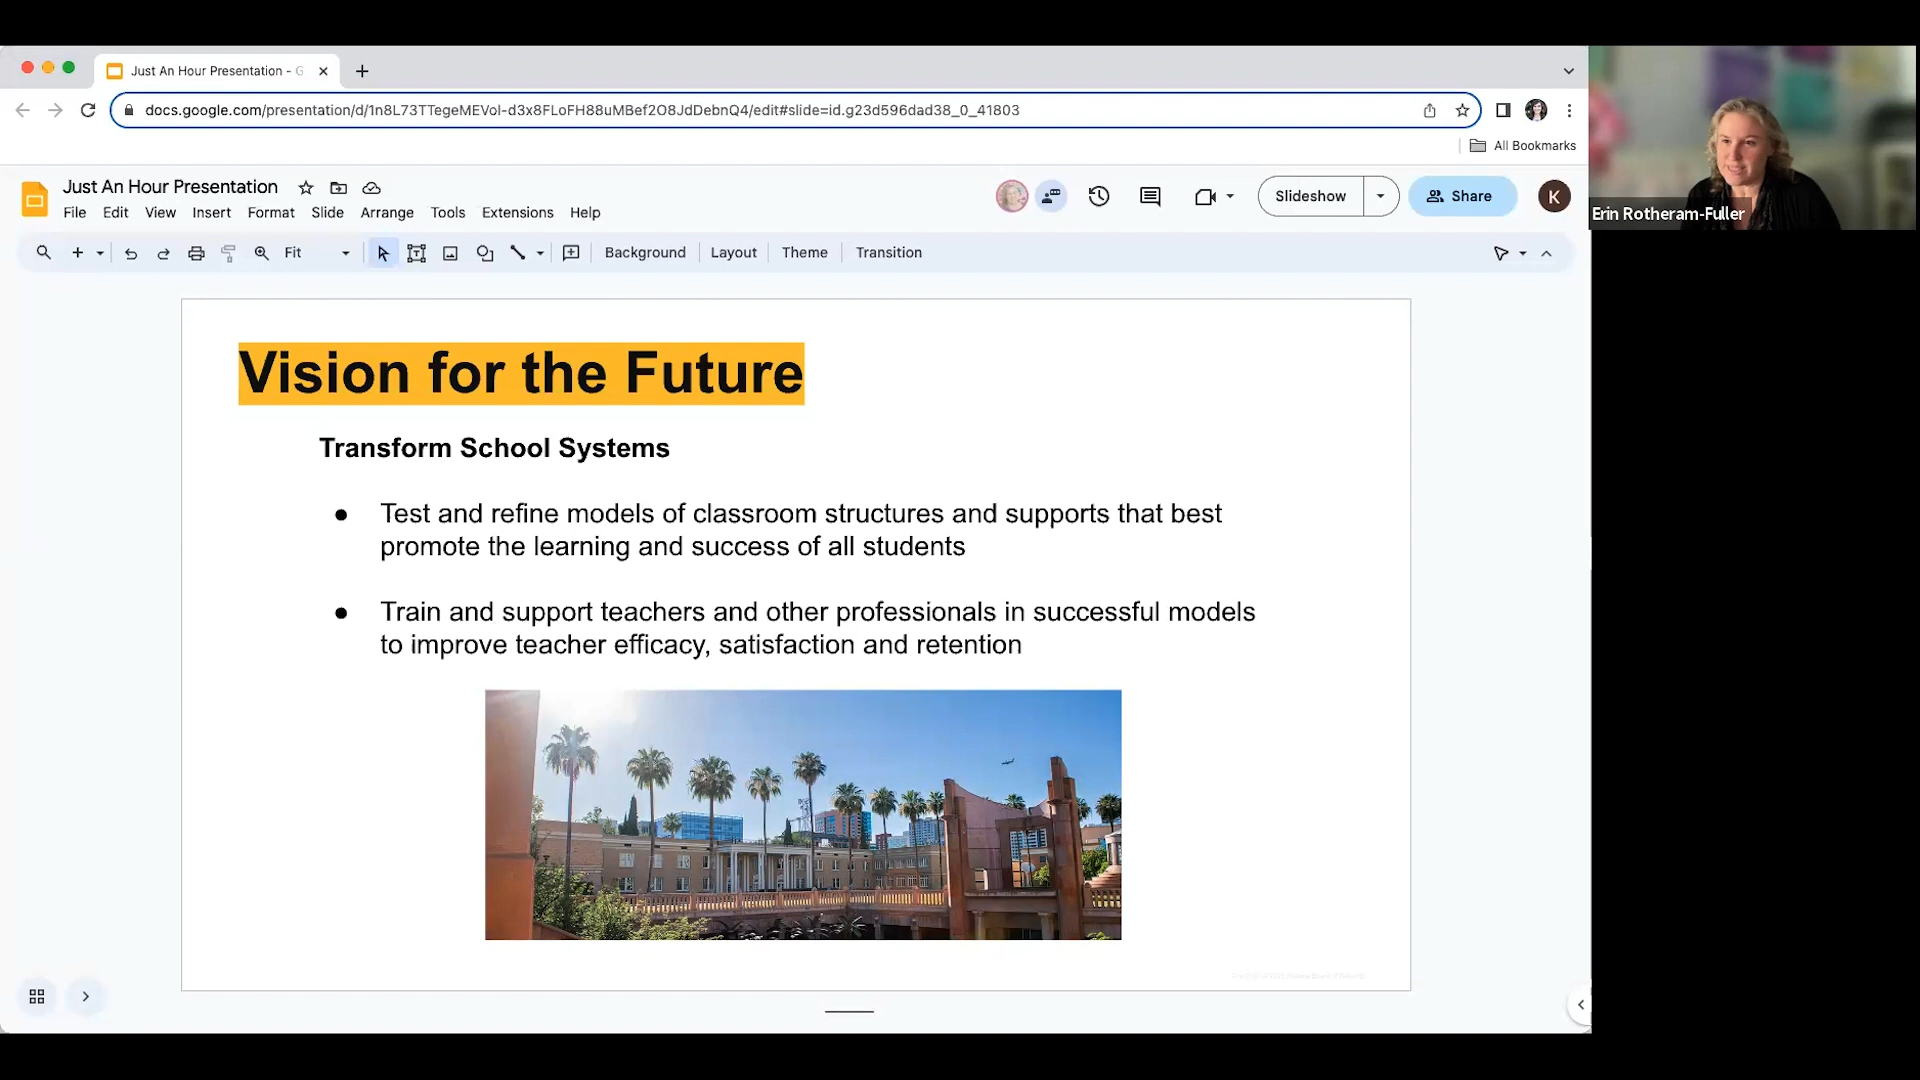 Just An Hour Presentation - G
docs.google.com/presentation/d/1n8L73TTegeMEVol-d3x8FLoFH88uMBef2O8JdDebnQ4/edit#slide=id.g23d596dad38_0_41803
All Bookmarks
Just An Hour Presentation
File Edit View Insert Format Slide Arrange Tools Extensions Help
Slideshow
Share
K
Erin Rotheram-Fuller
Fit
Background Layout Theme Transition
Vision for the Future
Transform School Systems
● Test and refine models of classroom structures and supports that best
promote the learning and success of all students
● Train and support teachers and other professionals in successful models
to improve teacher efficacy, satisfaction and retention